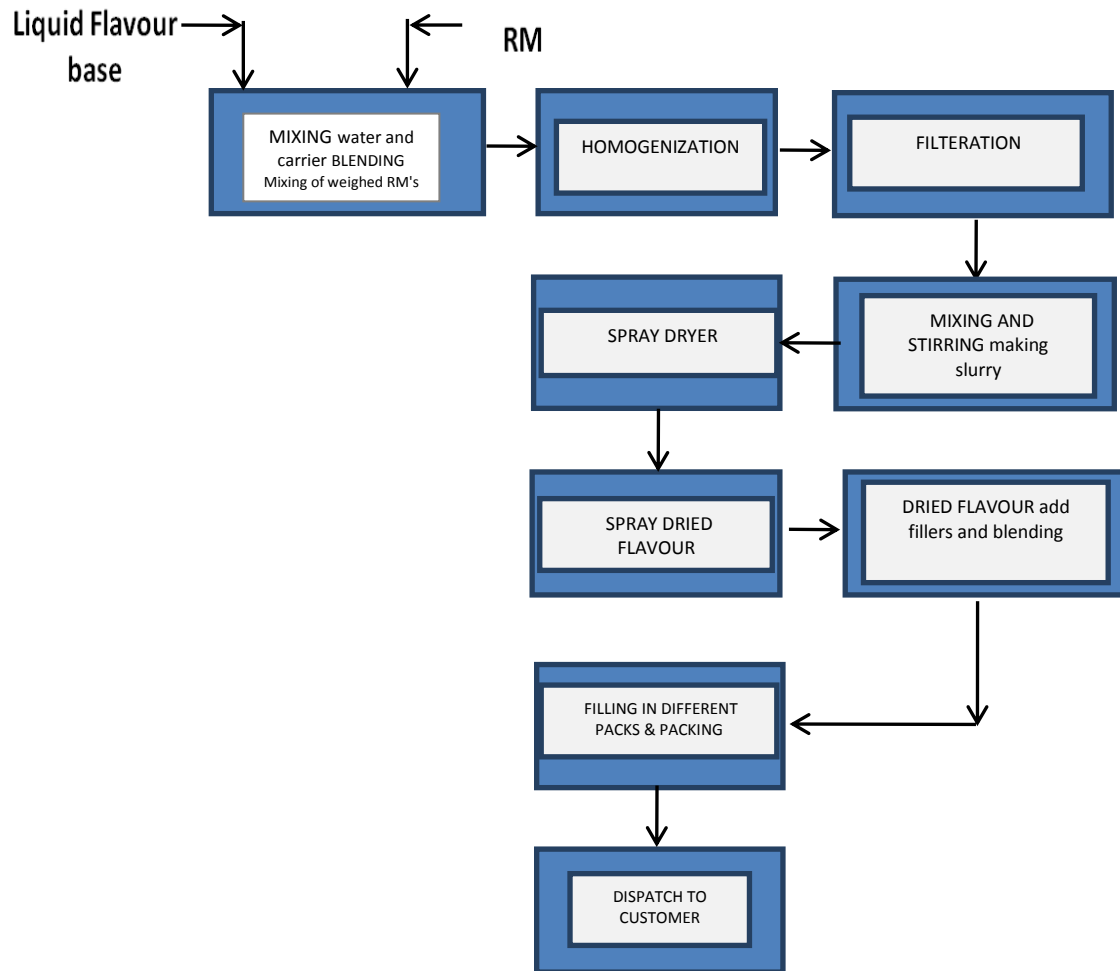 Liquid Flavour
base
RM
MIXING water and
carrier BLENDING
Mixing of weighed RM's
HOMOGENIZATION
FILTERATION
MIXING AND
STIRRING making
slurry
SPRAY DRYER
SPRAY DRIED
FLAVOUR
DRIED FLAVOUR add
fillers and blending
FILLING IN DIFFERENT
PACKS & PACKING
DISPATCH TO
CUSTOMER